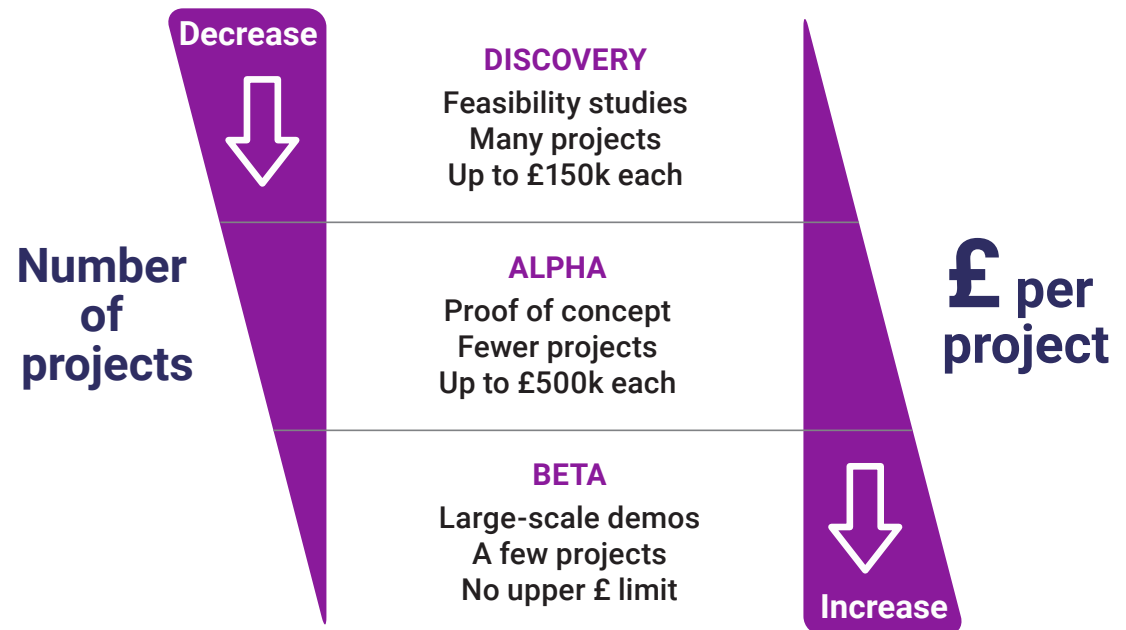 Decrease
DISCOVERY
Feasibility studies
Many projects
Up to £150k each
Number
of
projects
ALPHA
Proof of concept
Fewer projects
Up to £500k each
£ per
project
BETA
Large-scale demos
A few projects
No upper £ limit
Increase